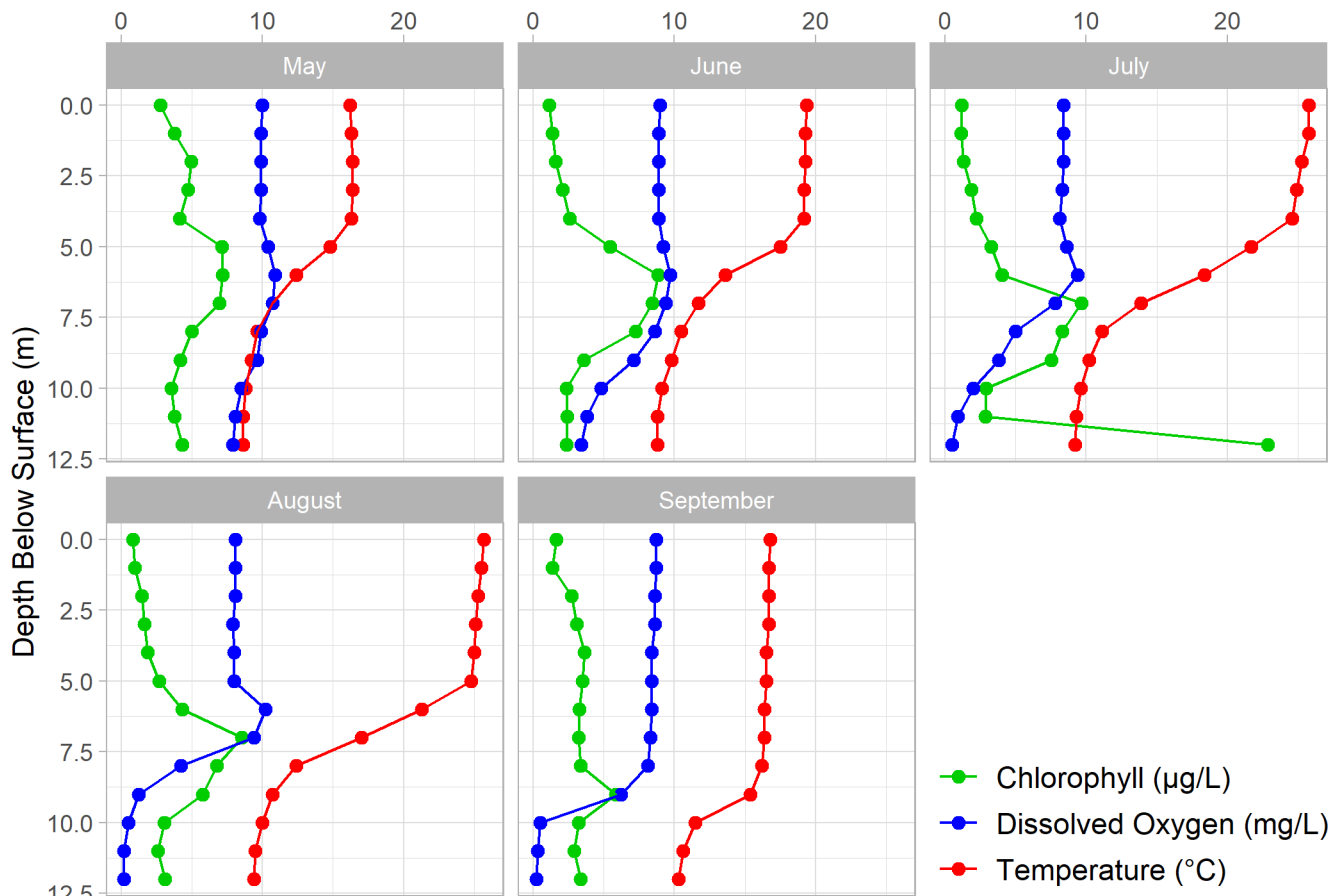 0 10 20 0 10 20 0 10 20
May June July
0.0
2.5
5.0
7.5
10.0
12.5
Depth Below Surface (m)
August September
0.0
2.5
5.0
7.5
10.0
12.5
Chlorophyll (µg/L)
Dissolved Oxygen (mg/L)
Temperature (°C)